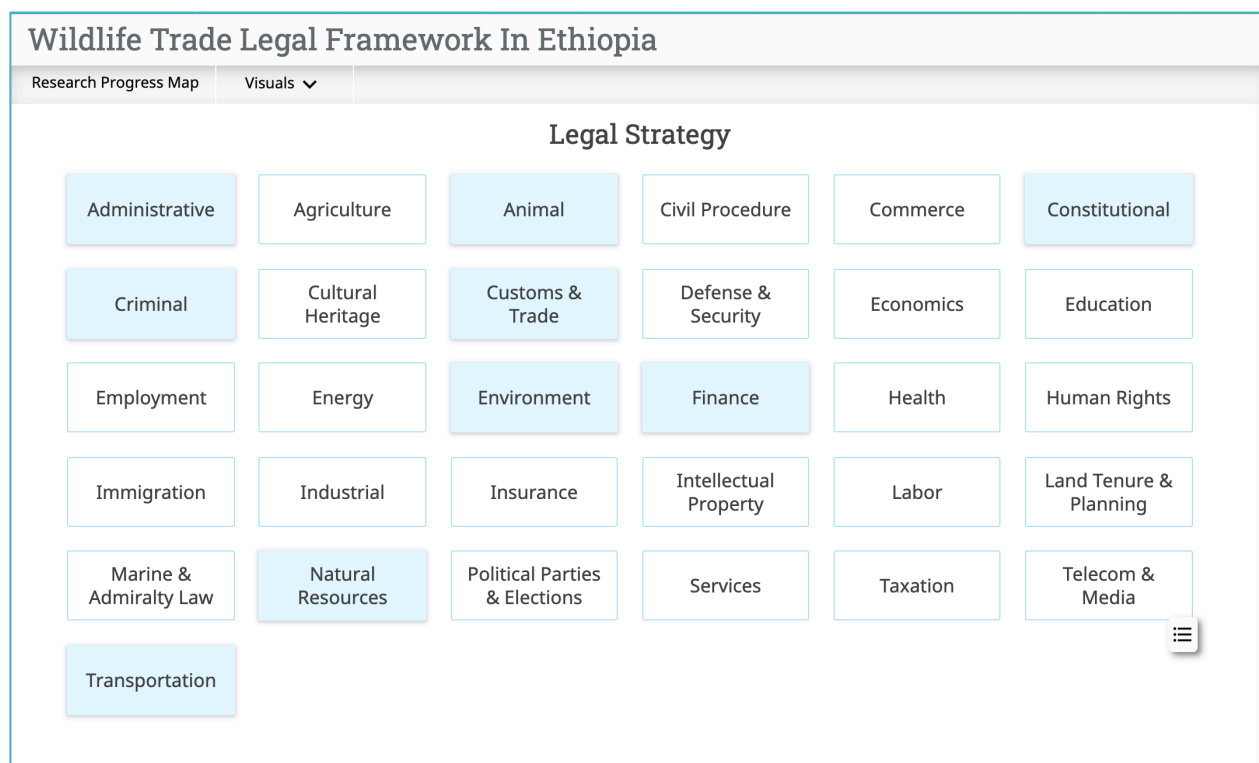 Wildlife Trade Legal Framework In Ethiopia
Research Progress Map
Visuals
Legal Strategy
Administrative
Agriculture
Animal
Civil Procedure
Commerce
Constitutional
Criminal
Cultural
Heritage
Customs &
Trade
Defense &
Security
Economics
Education
Employment
Energy
Environment
Finance
Health
Human Rights
Immigration
Industrial
Insurance
Intellectual
Property
Labor
Land Tenure &
Planning
Marine &
Admiralty Law
Natural
Resources
Political Parties
& Elections
Services
Taxation
Telecom &
Media
Transportation